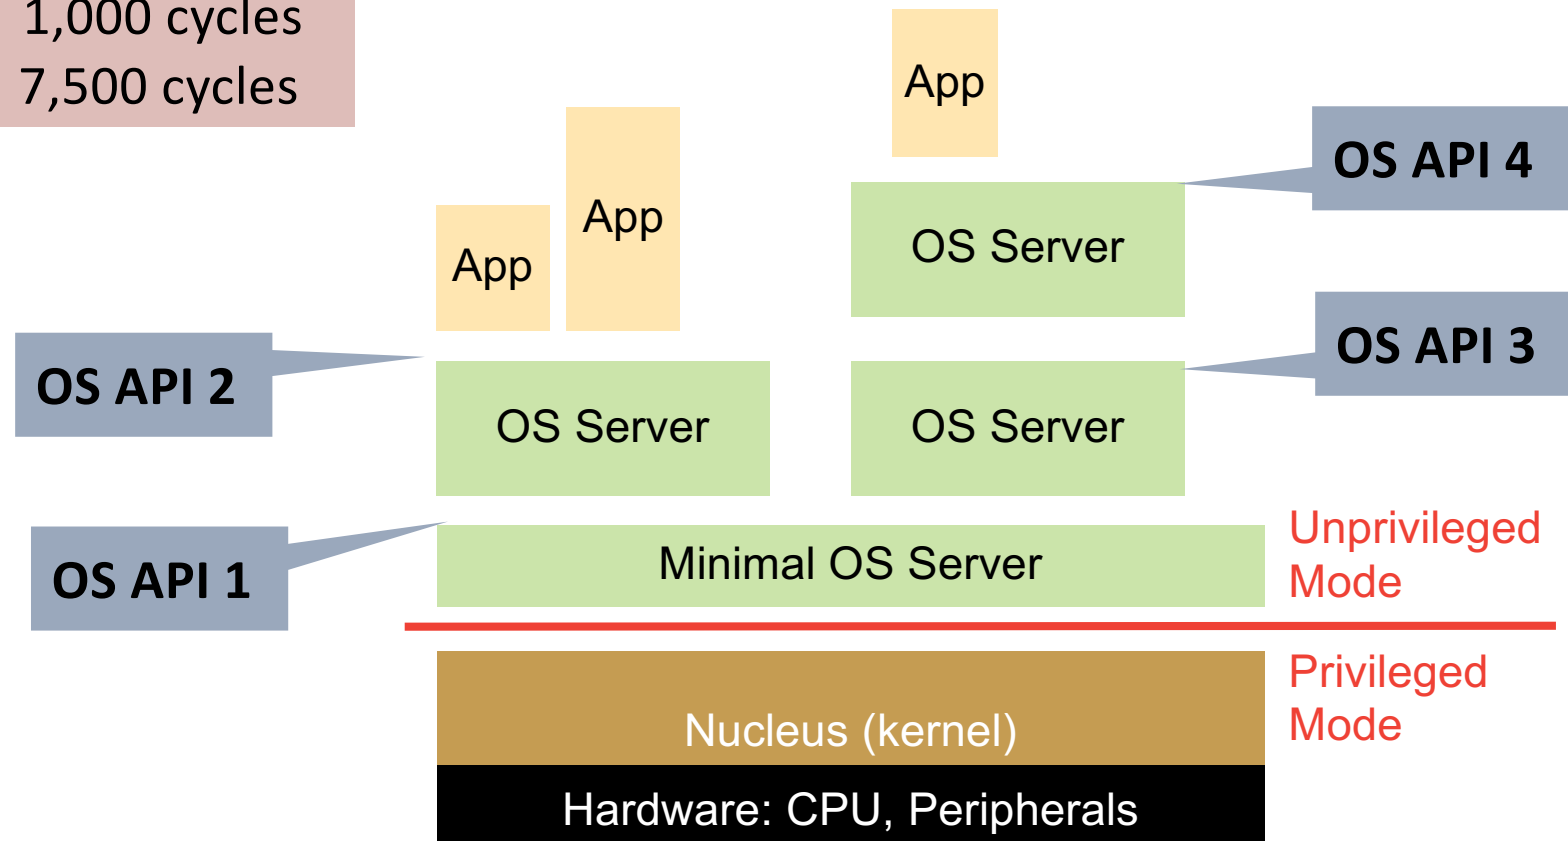 1,000 cycles
7,500 cycles
App
OS API 4
App
OS Server
App
OS API 3
OS API 2
OS Server
OS Server
Unprivileged
Mode
Minimal OS Server
OS API 1
Privileged
Mode
Nucleus (kernel)
Hardware: CPU, Peripherals